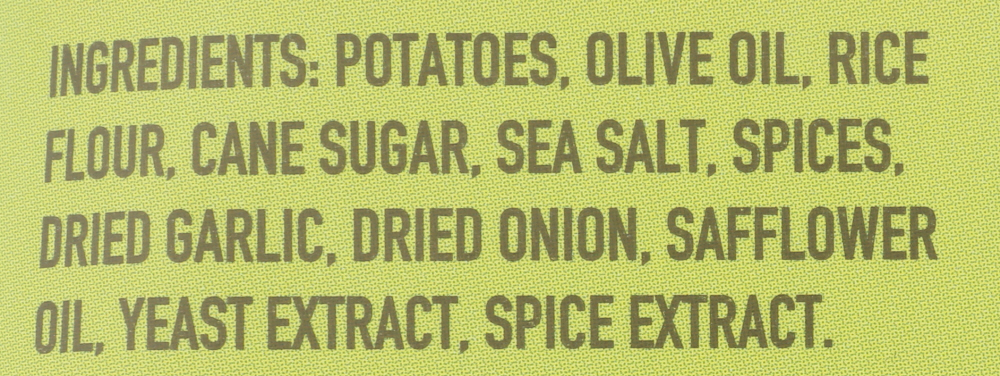 INGREDIENTS: POTATOES, OLIVE OIL, RICE
FLOUR, CANE SUGAR, SEA SALT, SPICES,
DRIED GARLIC, DRIED ONION, SAFFLOWER
OIL, YEAST EXTRACT, SPICE EXTRACT.